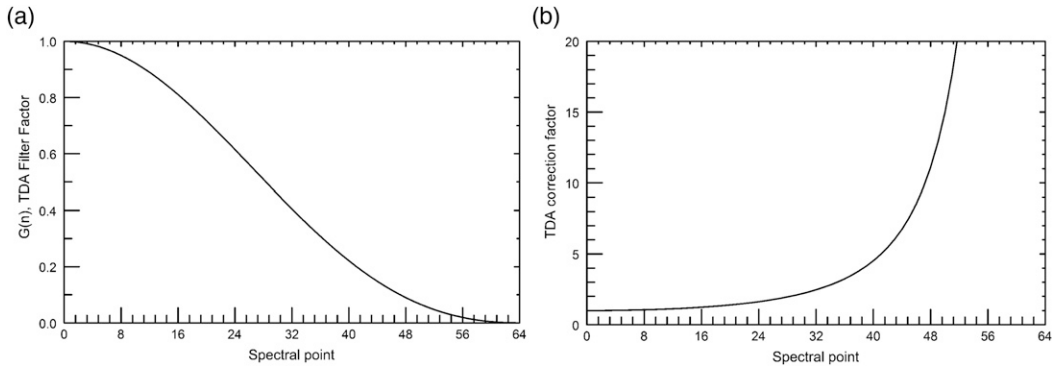 (a)
G(n), TDA Filter Factor
1.0
0.8
0.6
0.4
0.2
0.0
0 8 16 24 32 40 48 56 64
Spectral point
(b)
TDA correction factor
20
15
10
5
0
0 8 16 24 32 40 48 56 64
Spectral point